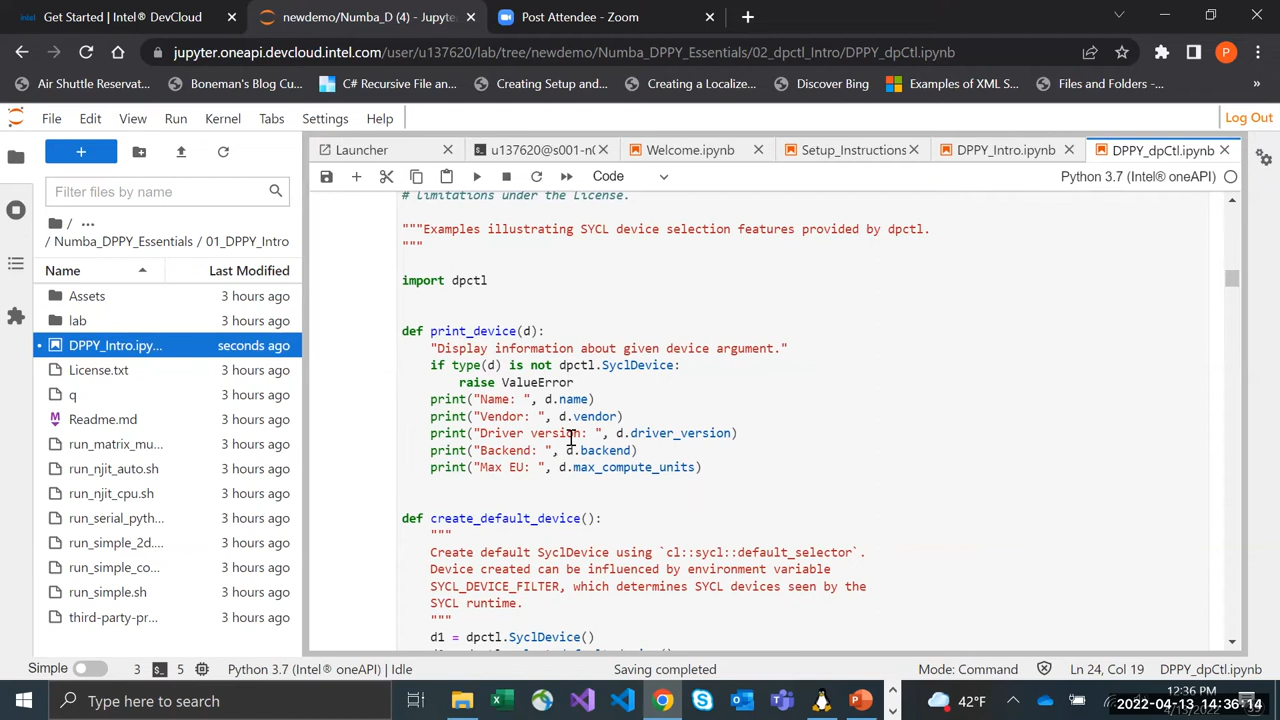 Get Started | Intel® DevCloud
newdemo/Numba_D (4) - Jupyte
Post Attendee - Zoom
jupyter.oneapi.devcloud.intel.com/user/u137620/lab/tree/newdemo/Numba_DPPY_Essentials/02_dpctl_Intro/DPPY_dpCtl.ipynb
P
intel
Air Shuttle Reservat...
Boneman's Blog Cu...
C# Recursive File an...
Creating Setup and...
Creating a Localize...
Discover Bing
Examples of XML S...
Files and Folders -...
»
File
Edit
View
Run
Kernel
Tabs
Settings
Help
Log Out
Launcher
u137620@s001-n0
Welcome.ipynb
Setup_Instructions
DPPY_Intro.ipynb
DPPY_dpCtl.ipynb
Code
Python 3.7 (Intel® oneAPI)
Filter files by name
/ ...
/ Numba_DPPY_Essentials / 01_DPPY_Intro
Name
Last Modified
Assets
3 hours ago
lab
3 hours ago
DPPY_Intro.ipy...
seconds ago
License.txt
3 hours ago
q
3 hours ago
Readme.md
3 hours ago
run_matrix_mu...
3 hours ago
run_njit_auto.sh
3 hours ago
run_njit_cpu.sh
3 hours ago
run_serial_pyth...
3 hours ago
run_simple_2d....
3 hours ago
run_simple_co...
3 hours ago
run_simple.sh
3 hours ago
third-party-pr...
3 hours ago
# limitations under the License.
"""Examples illustrating SYCL device selection features provided by dpctl.
"""
import dpctl
def print_device(d):
"Display information about given device argument."
if type(d) is not dpctl.SyclDevice:
raise ValueError
print("Name: ", d.name)
print("Vendor: ", d.vendor)
print("Driver version: ", d.driver_version)
print("Backend: ", d.backend)
print("Max EU: ", d.max_compute_units)
def create_default_device():
"""
Create default SyclDevice using `cl::sycl::default_selector`.
Device created can be influenced by environment variable
SYCL_DEVICE_FILTER, which determines SYCL devices seen by the
SYCL runtime.
"""
d1 = dpctl.SyclDevice()
Simple
3
5
Python 3.7 (Intel® oneAPI) | Idle
Saving completed
Mode: Command
Ln 24, Col 19
DPPY_dpCtl.ipynb
Type here to search
42°F
12:36 PM
2022-04-13 14:36:14